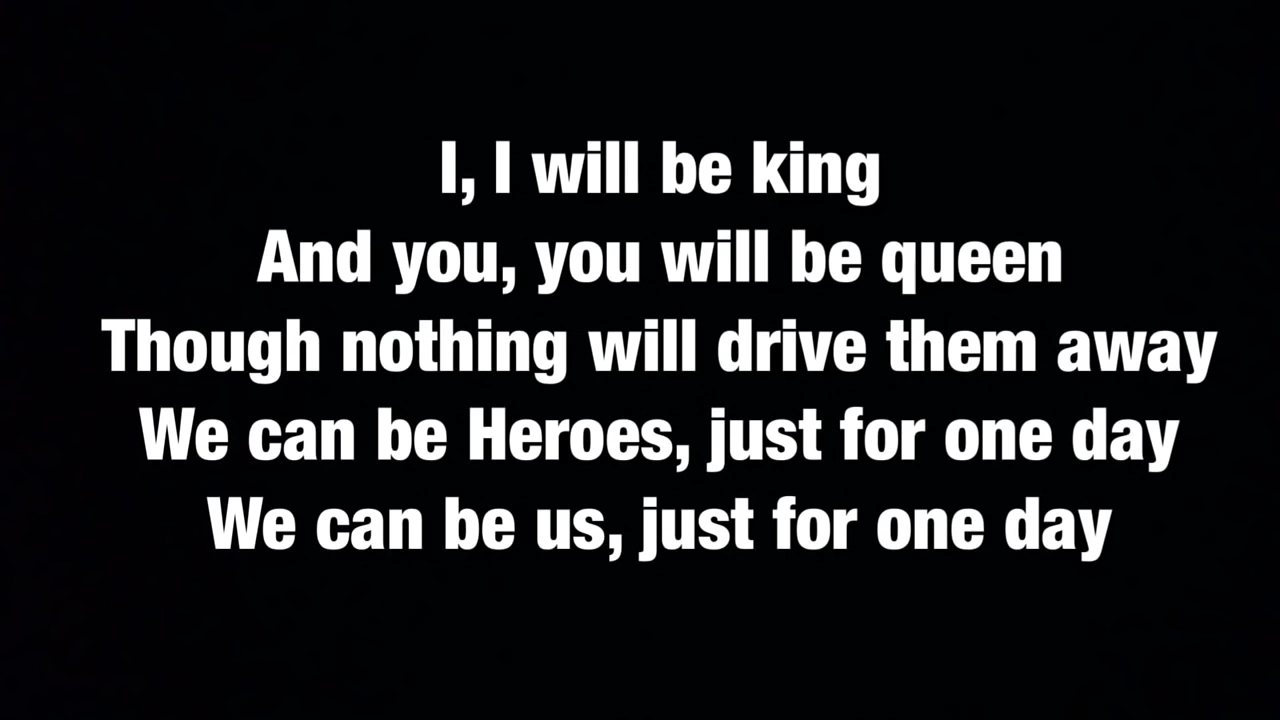 I, I will be king
And you, you will be queen
Though nothing will drive them away
We can be Heroes, just for one day
We can be us, just for one day